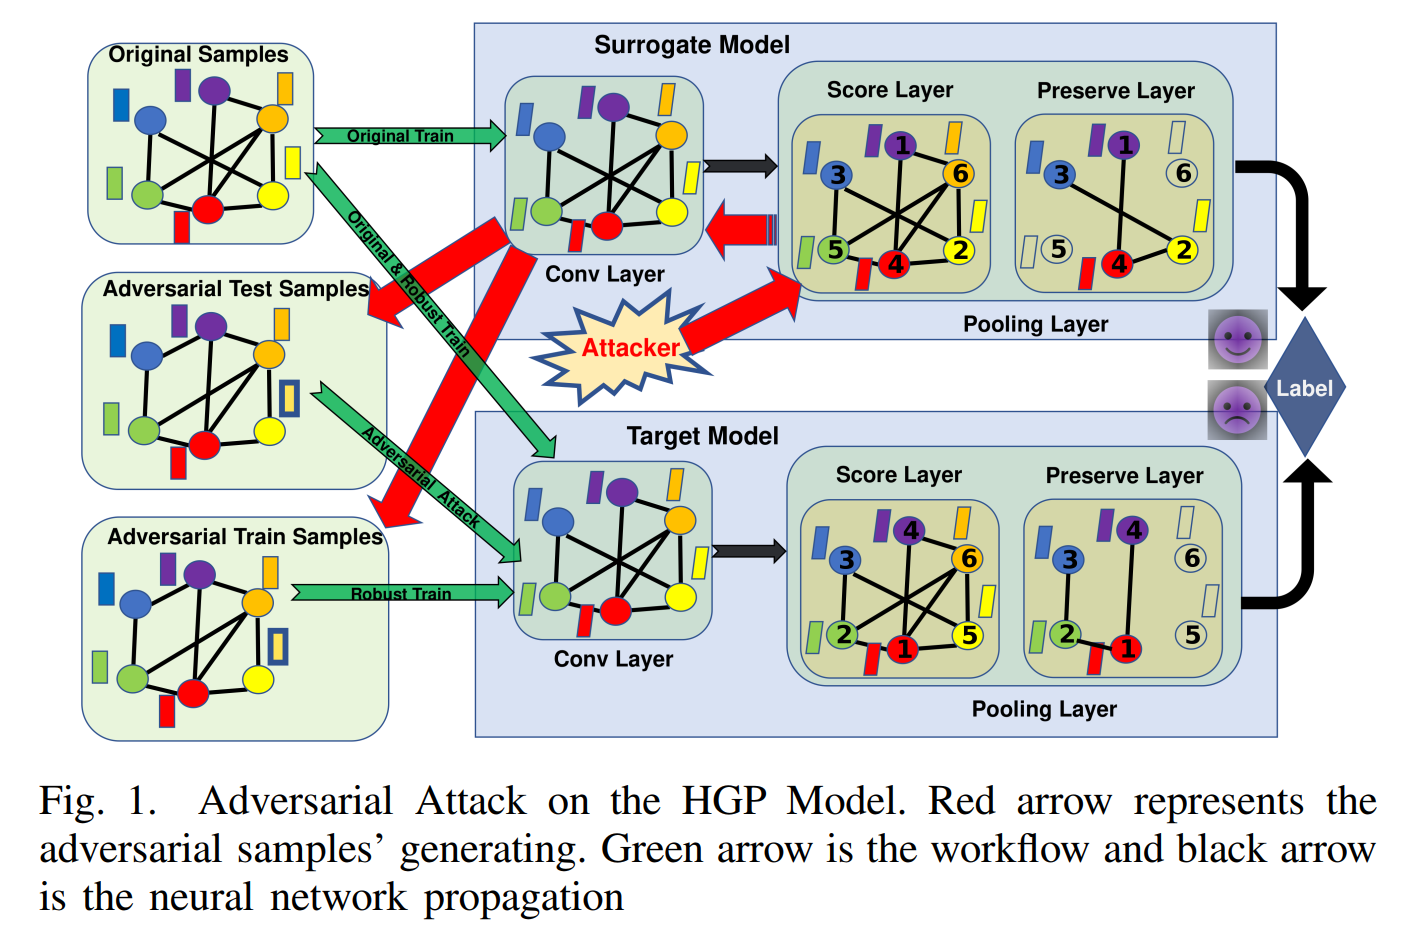 Original Samples
Surrogate Model
Score Layer
Preserve Layer
Original Train
1
6
3
5
4
2
1
6
3
5
4
2
Conv Layer
Pooling Layer
Original & Robust Train
Attacker
Adversarial Test Samples
Label
Adversarial Attack
Target Model
Score Layer
Preserve Layer
4
6
3
2
1
5
4
6
3
2
1
5
Conv Layer
Pooling Layer
Adversarial Train Samples
Robust Train
Fig. 1. Adversarial Attack on the HGP Model. Red arrow represents the
adversarial samples’ generating. Green arrow is the workflow and black arrow
is the neural network propagation